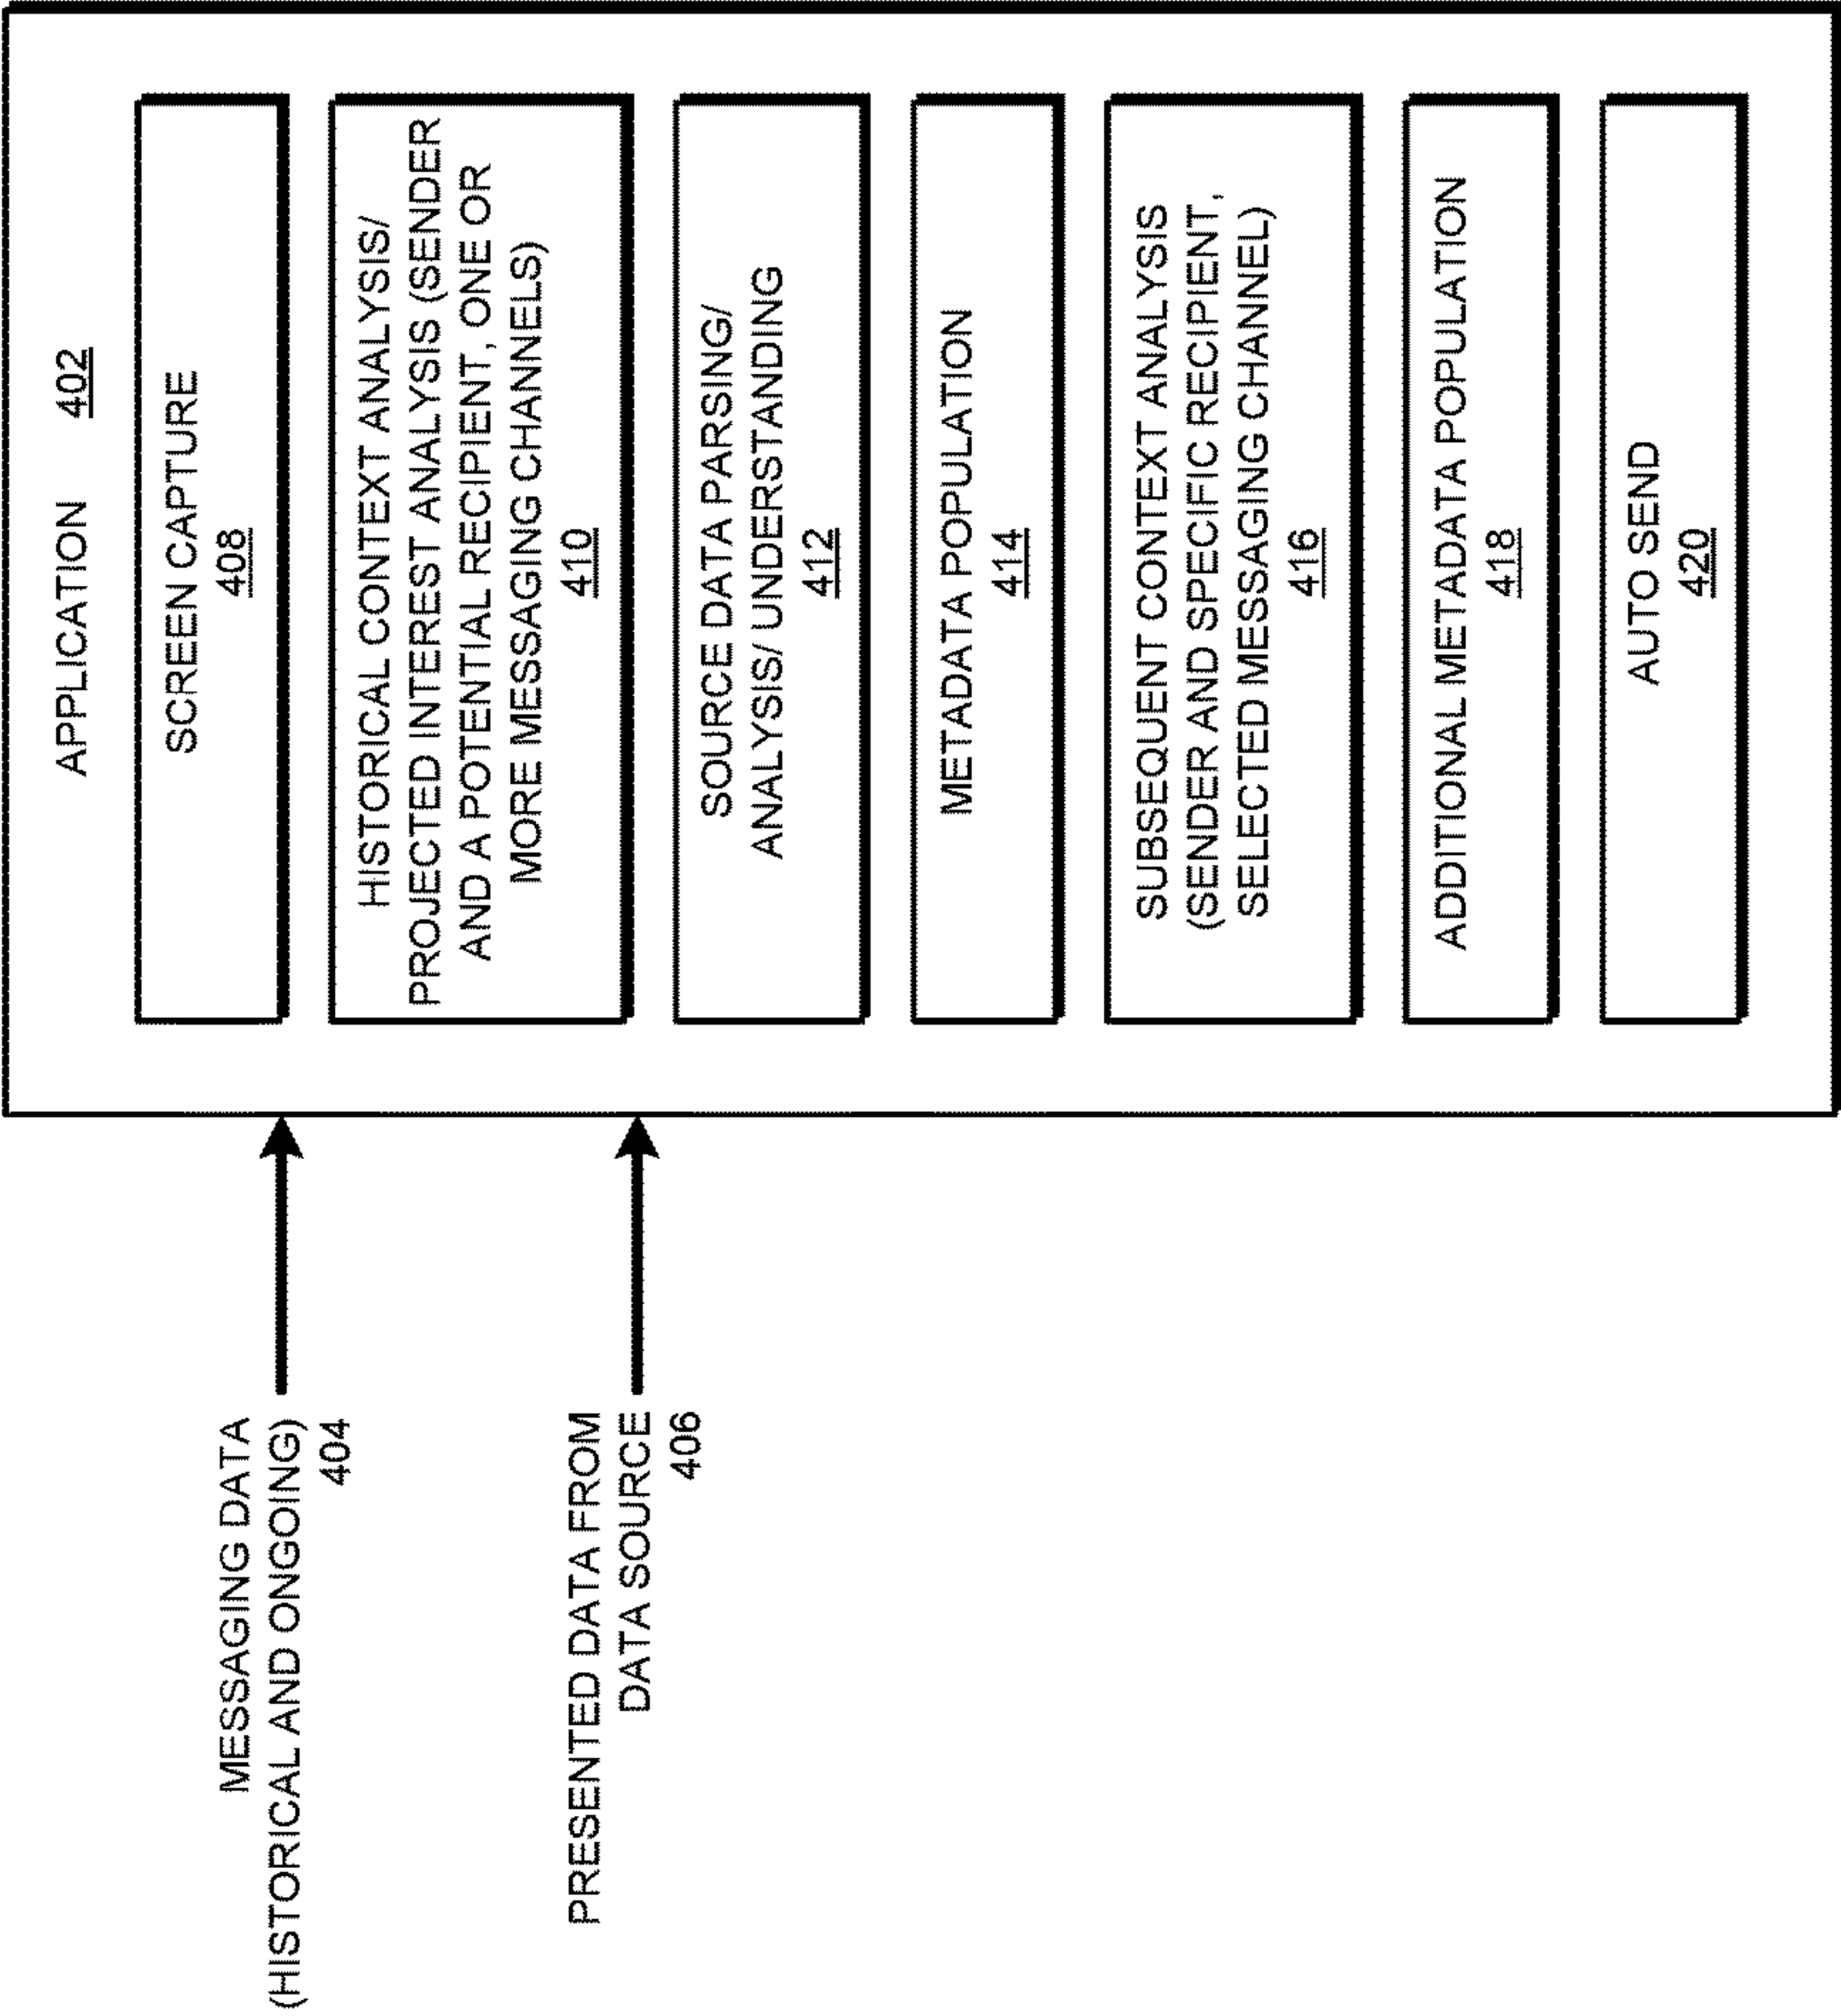 APPLICATION 402
SCREEN CAPTURE
408
HISTORICAL CONTEXT ANALYSIS/
PROJECTED INTEREST ANALYSIS (SENDER
AND A POTENTIAL RECIPIENT, ONE OR
MORE MESSAGING CHANNELS)
410
SOURCE DATA PARSING/
ANALYSIS/ UNDERSTANDING
412
METADATA POPULATION
414
SUBSEQUENT CONTEXT ANALYSIS
(SENDER AND SPECIFIC RECIPIENT,
SELECTED MESSAGING CHANNEL)
416
ADDITIONAL METADATA POPULATION
418
AUTO SEND
420
MESSAGING DATA
(HISTORICAL AND ONGOING)
404
PRESENTED DATA FROM
DATA SOURCE
406